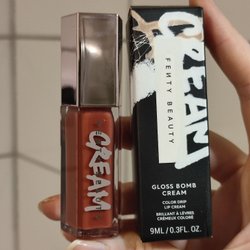 CREAM
CREAM
FENTY BEAUTY
GLOSS BOMB
CREAM
COLOR DRIP
LIP CREAM
BRILLANT À LÈVRES
CRÉMEUX COLORÉ
9ML / 0.3FL. OZ.